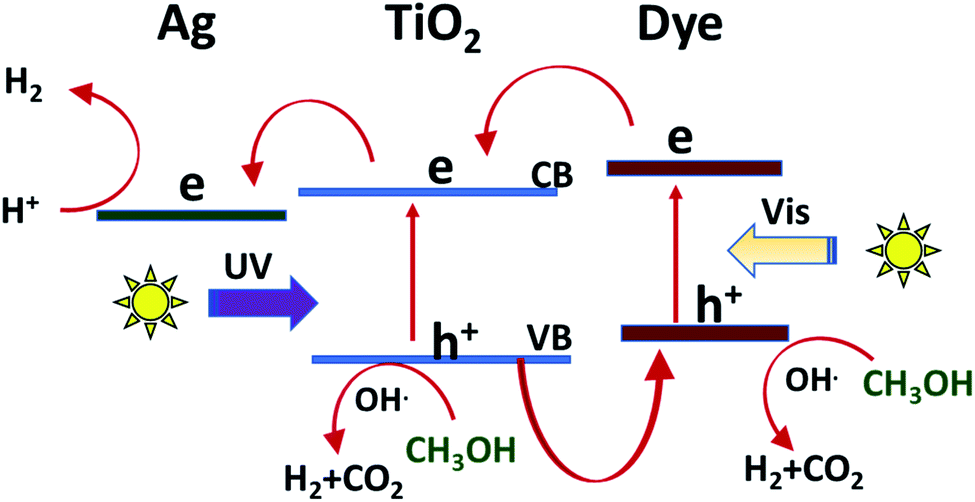 Ag TiO₂ Dye
H₂
e
e CB
e
H⁺
Vis
UV
h⁺
h⁺ VB
OH·
CH₃OH
H₂+CO₂
OH·
CH₃OH
H₂+CO₂